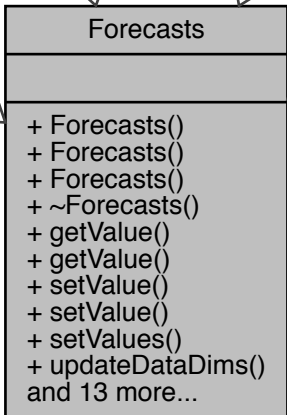 Forecasts
+ Forecasts()
+ Forecasts()
+ Forecasts()
+ ~Forecasts()
+ getValue()
+ getValue()
+ setValue()
+ setValue()
+ setValues()
+ updateDataDims()
and 13 more...